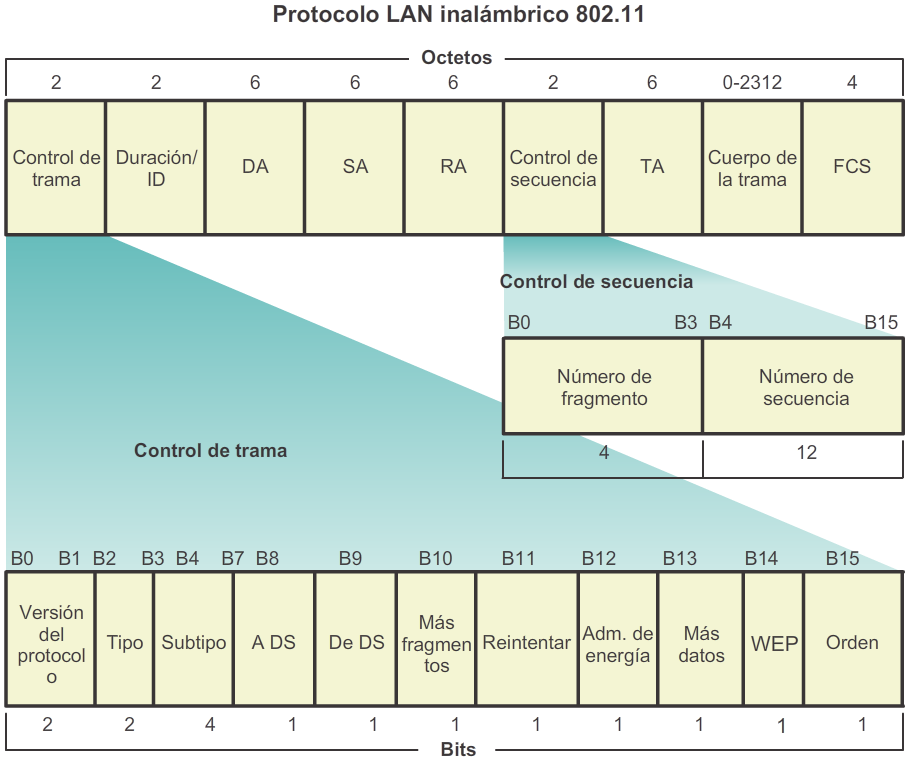 Protocolo LAN inalámbrico 802.11
Octetos
2 2 6 6 6 2 6 0-2312 4
Control de trama
Duración/ ID
DA
SA
RA
Control de secuencia
TA
Cuerpo de la trama
FCS
Control de secuencia
B0 B3 B4 B15
Número de fragmento
Número de secuencia
4 12
Control de trama
B0 B1 B2 B3 B4 B7 B8 B9 B10 B11 B12 B13 B14 B15
Versión del protocol o
Tipo
Subtipo
A DS
De DS
Más fragmen tos
Reintentar
Adm. de energía
Más datos
WEP
Orden
2 2 4 1 1 1 1 1 1 1 1
Bits